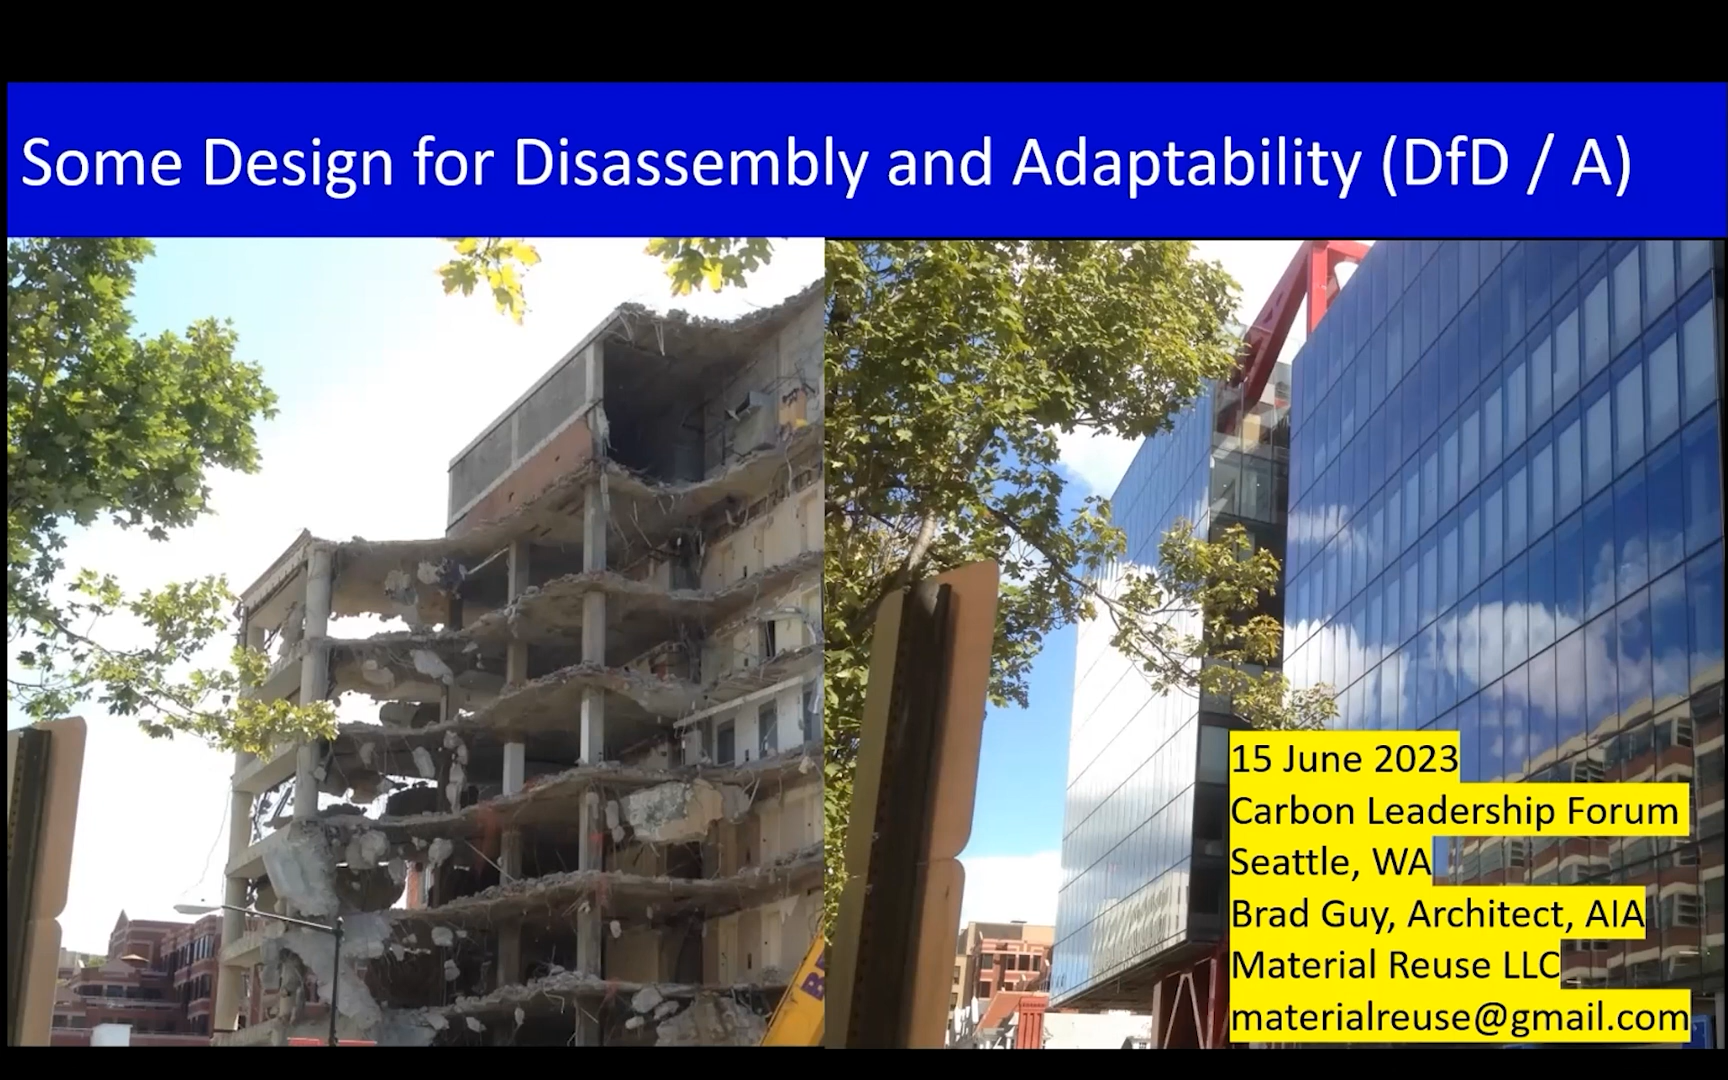 Some Design for Disassembly and Adaptability (DfD / A)
15 June 2023
Carbon Leadership Forum
Seattle, WA
Brad Guy, Architect, AIA
Material Reuse LLC
materialreuse@gmail.com